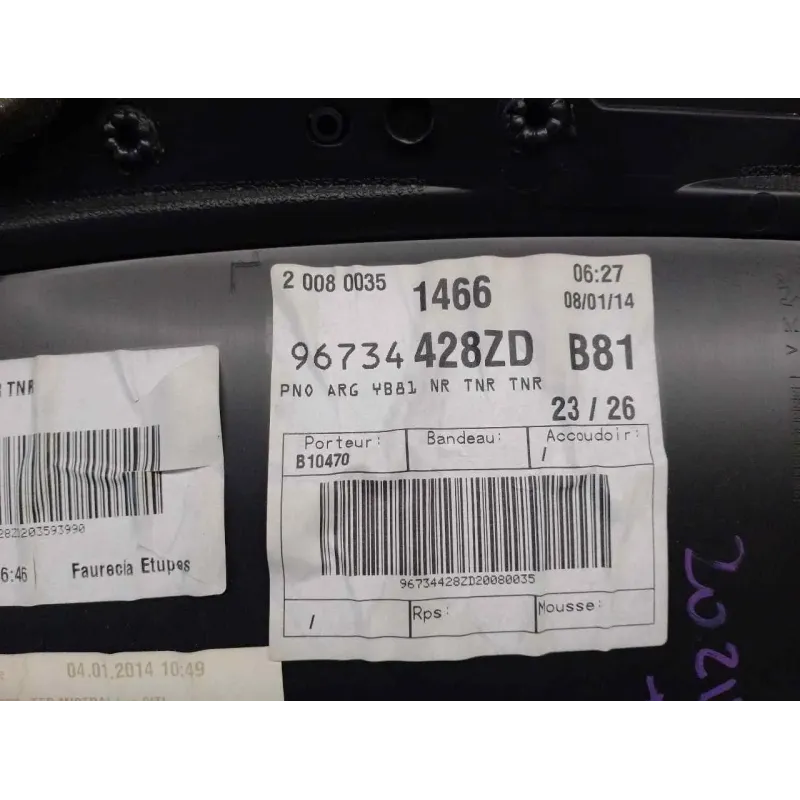 2 008 0035 1466 06:27
08/01/14
96734 428ZD B81
PNO ARG YB81 NR TNR TNR
23 / 26
Porteur: Bandeau: Accoudoir:
B10470 /
96734428ZD20080035
/ Rps: Mousse:
TNR
28Z1203593990
6:46 Faurecia Etupes
04.01.2014 10:49